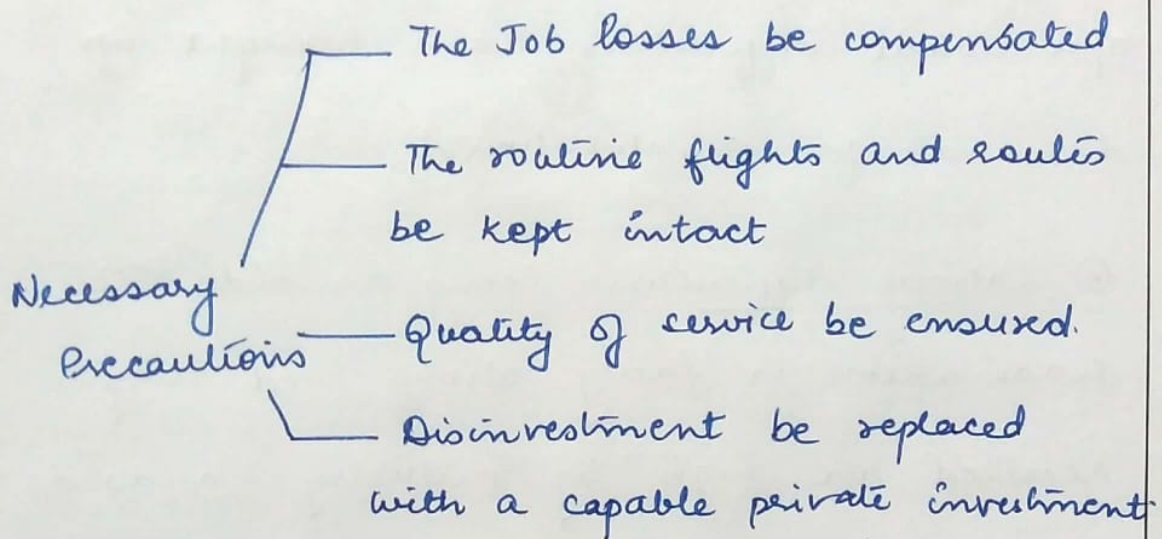 The Job losses be compensated
The routine flights and routes
be kept intact
Necessary
Precautions
Quality of service be ensured.
Disinvestment be replaced
with a capable private investment